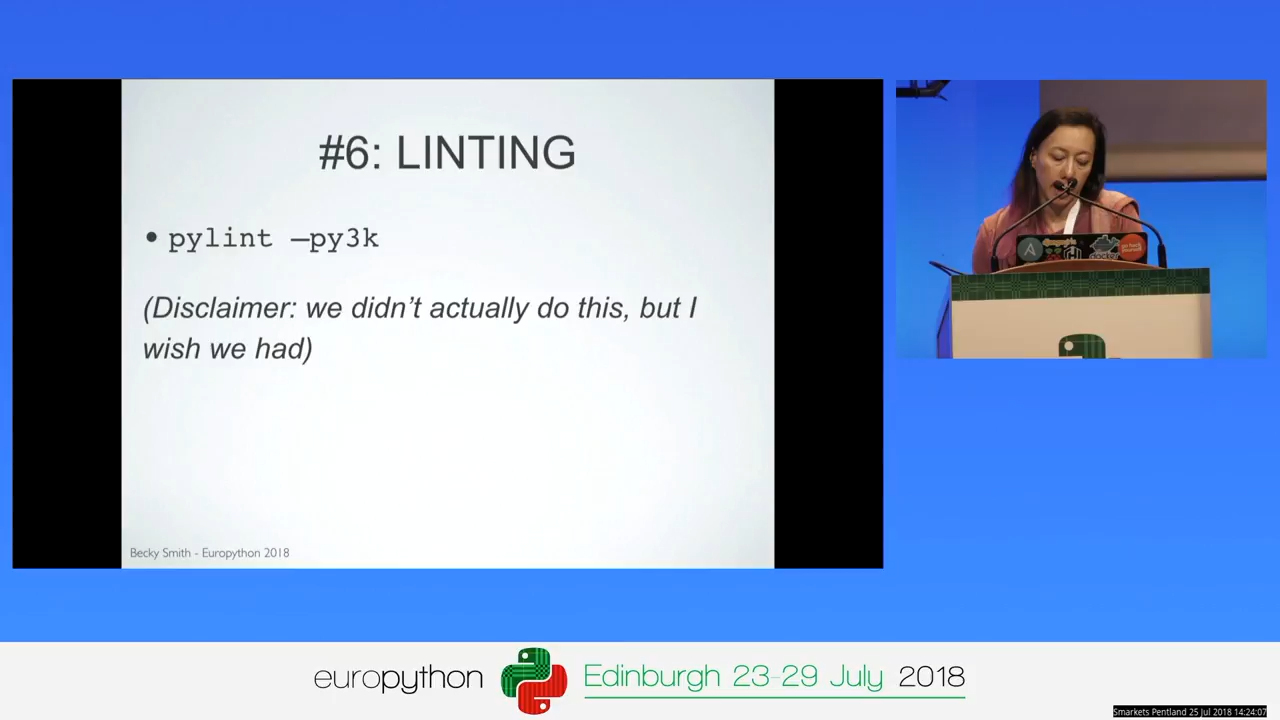 #6: LINTING
• pylint —py3k
(Disclaimer: we didn't actually do this, but I
wish we had)
Becky Smith - Europython 2018
europython
Edinburgh 23-29 July 2018
Smarkets Pentland 25 Jul 2018 14:24:07